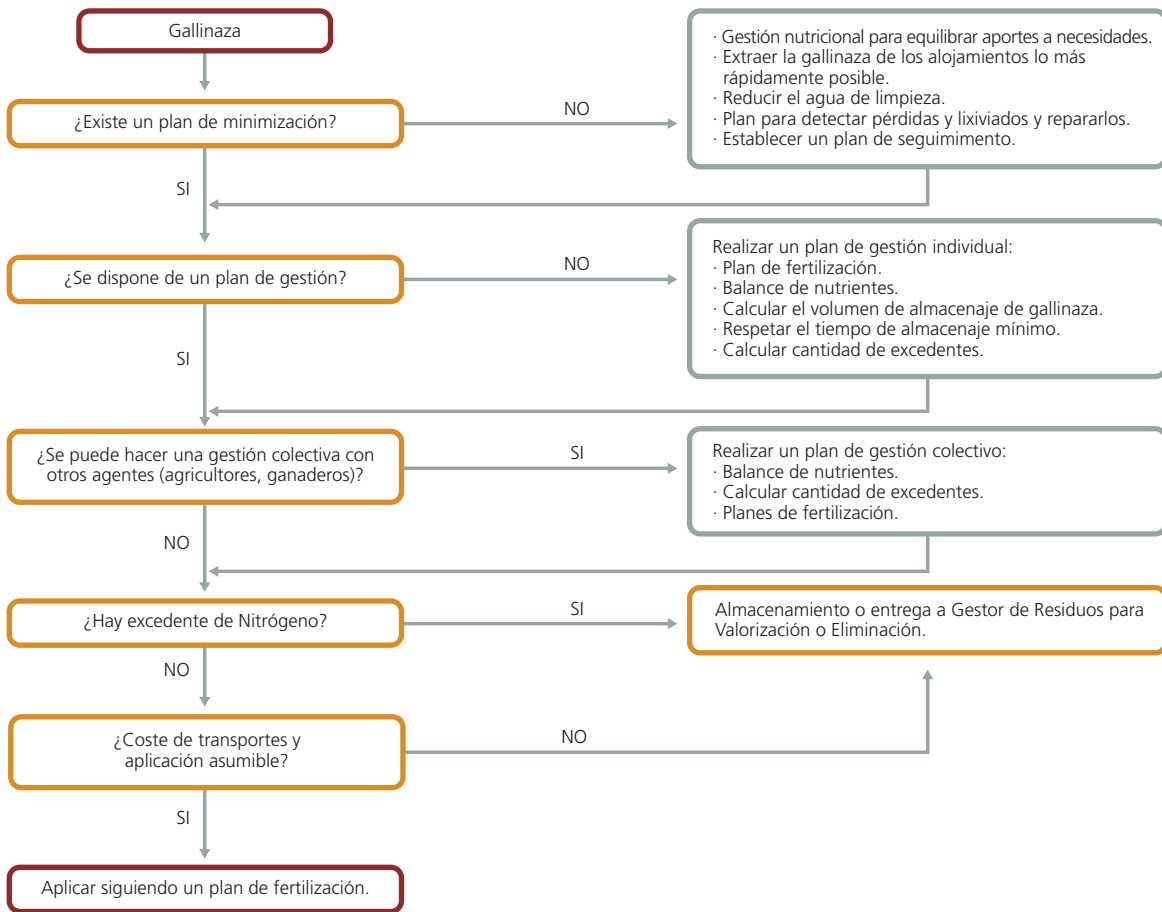 Gallinaza
· Gestión nutricional para equilibrar aportes a necesidades.
· Extraer la gallinaza de los alojamientos lo más
rápidamente posible.
· Reducir el agua de limpieza.
· Plan para detectar pérdidas y lixiviados y repararlos.
· Establecer un plan de seguimimento.
¿Existe un plan de minimización?
NO
SI
¿Se dispone de un plan de gestión?
NO
Realizar un plan de gestión individual:
· Plan de fertilización.
· Balance de nutrientes.
· Calcular el volumen de almacenaje de gallinaza.
· Respetar el tiempo de almacenaje mínimo.
· Calcular cantidad de excedentes.
SI
¿Se puede hacer una gestión colectiva con
otros agentes (agricultores, ganaderos)?
SI
Realizar un plan de gestión colectivo:
· Balance de nutrientes.
· Calcular cantidad de excedentes.
· Planes de fertilización.
NO
¿Hay excedente de Nitrógeno?
SI
Almacenamiento o entrega a Gestor de Residuos para
Valorización o Eliminación.
NO
¿Coste de transportes y
aplicación asumible?
NO
SI
Aplicar siguiendo un plan de fertilización.